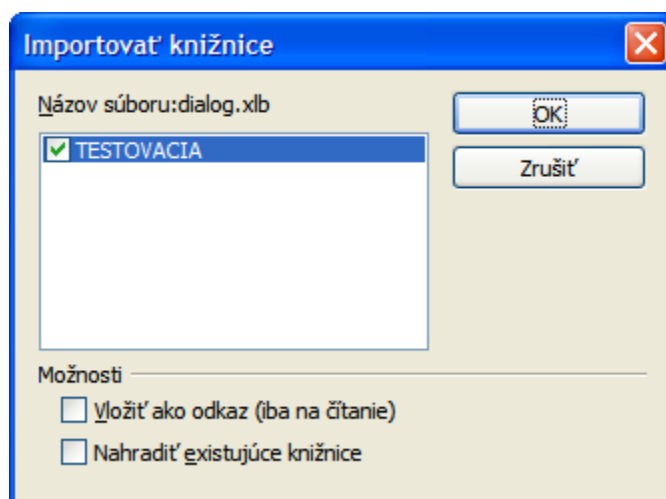 Importovať knižnice
Názov súboru:dialog.xlb
OK
TESTOVACIA
Zrušiť
Možnosti
Vložiť ako odkaz (iba na čítanie)
Nahradiť existujúce knižnice